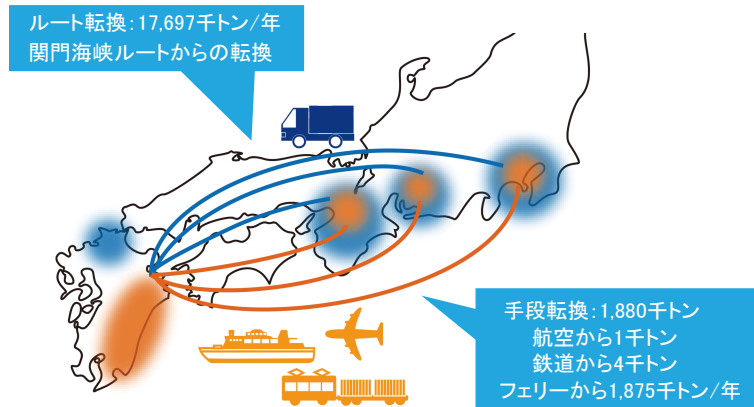 ルート転換：17,697千トン/年
関門海峡ルートからの転換
手段転換：1,880千トン
航空から1千トン
鉄道から4千トン
フェリーから1,875千トン/年